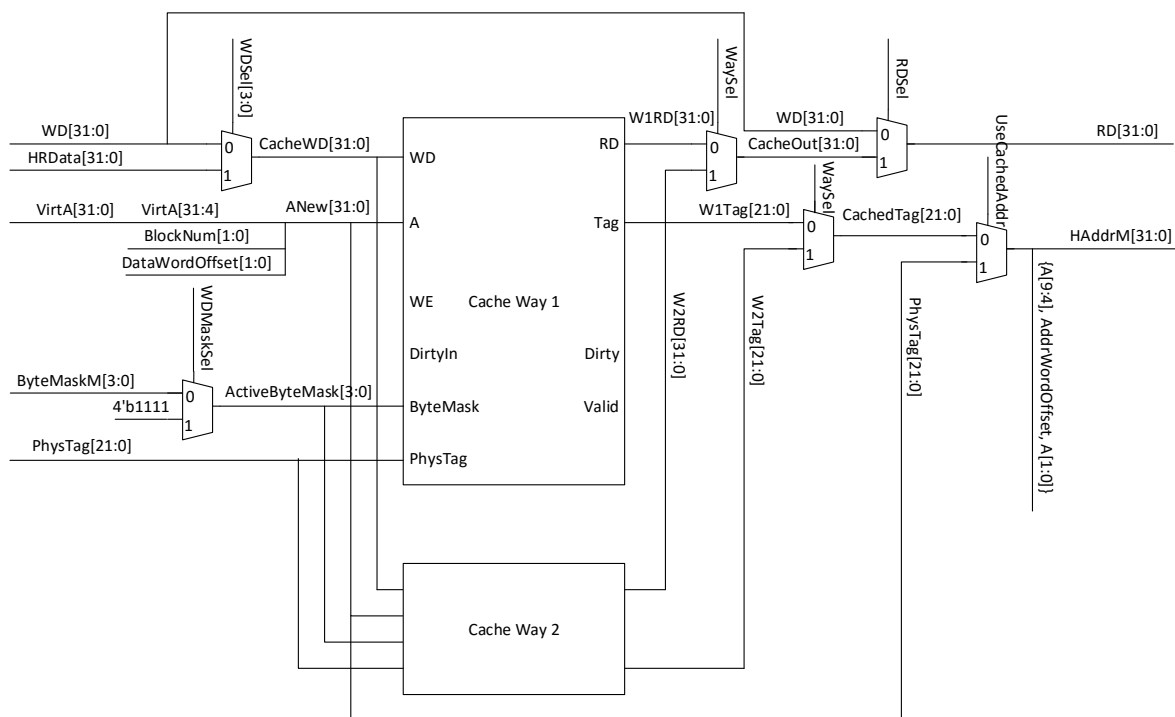 WDSel[3:0]
WaySel
RDSel
WD[31:0]
0
CacheWD[31:0]
HRData[31:0]
1
W1RD[31:0]
0
CacheOut[31:0]
1
WD[31:0]
0
1
RD[31:0]
UseCachedAddr
WD
RD
VirtA[31:0]
VirtA[31:4]
ANew[31:0]
A
Tag
BlockNum[1:0]
DataWordOffset[1:0]
WaySel
W1Tag[21:0]
0
1
CachedTag[21:0]
0
1
HAddrM[31:0]
WE
Cache Way 1
DirtyIn
Dirty
WDMaskSel
ByteMaskM[3:0]
0
4'b1111
1
ActiveByteMask[3:0]
ByteMask
Valid
PhysTag[21:0]
PhysTag
W2RD[31:0]
W2Tag[21:0]
PhysTag[21:0]
{A[9:4], AddrWordOffset, A[1:0]}
Cache Way 2